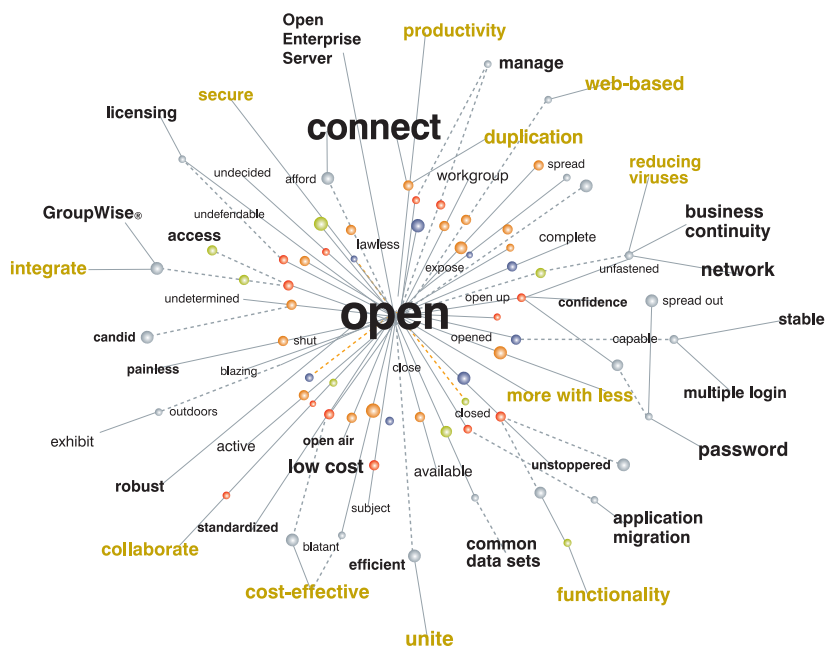 Open
Enterprise
Server
productivity
manage
web-based
secure
licensing
connect
duplication
spread
reducing
viruses
undecided
afford
workgroup
GroupWise®
undefendable
business
continuity
access
lawless
complete
integrate
expose
unfastened
network
undetermined
open up
confidence
spread out
open
stable
candid
shut
opened
capable
painless
blazing
close
more with less
multiple login
outdoors
closed
exhibit
active
open air
password
low cost
available
unstoppered
robust
subject
application
migration
standardized
collaborate
blatant
efficient
common
data sets
cost-effective
functionality
unite